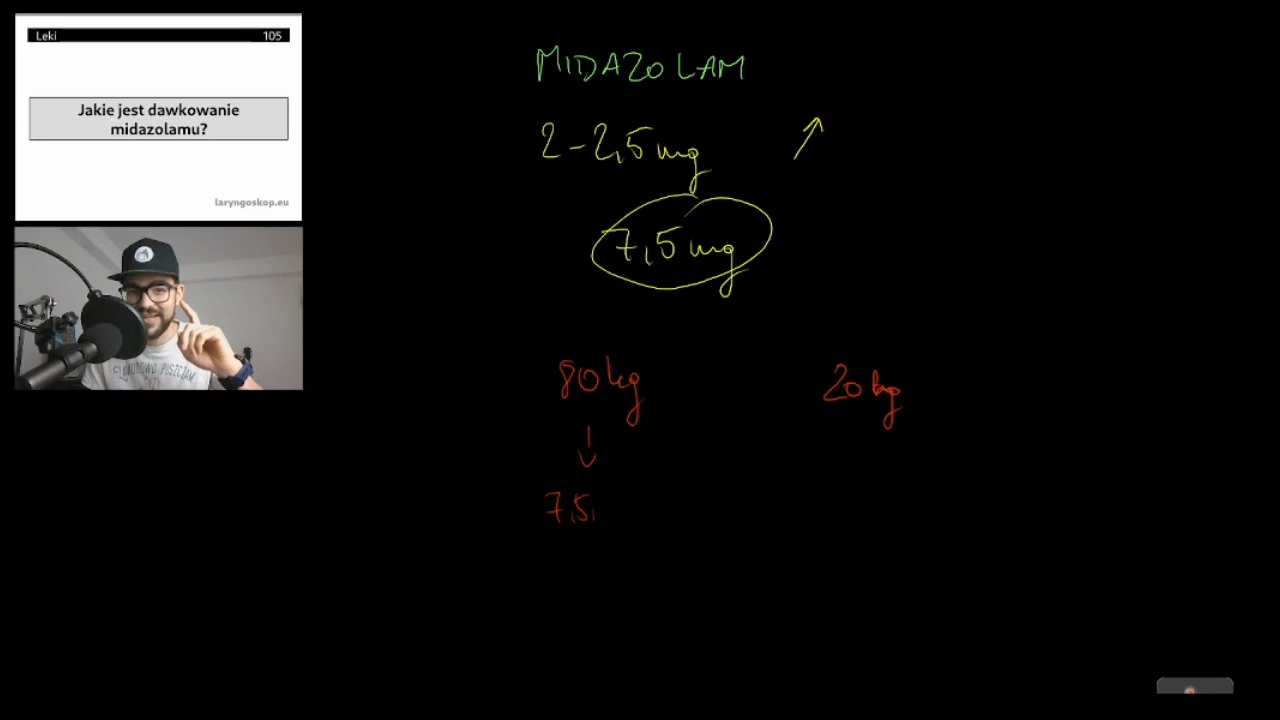 Leki 105
Jakie jest dawkowanie
midazolamu?
laryngoskop.eu
MIDAZOLAM
2-2,5 mg
7,5 mg
80 kg 20 kg
7,5